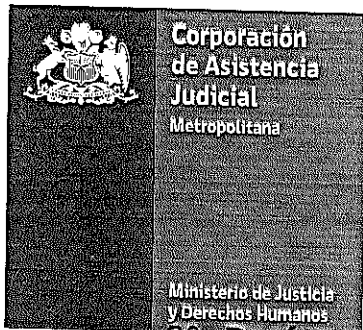 Corporación
de Asistencia
Judicial
Metropolitana
Ministerio de Justicia
y Derechos Humanos